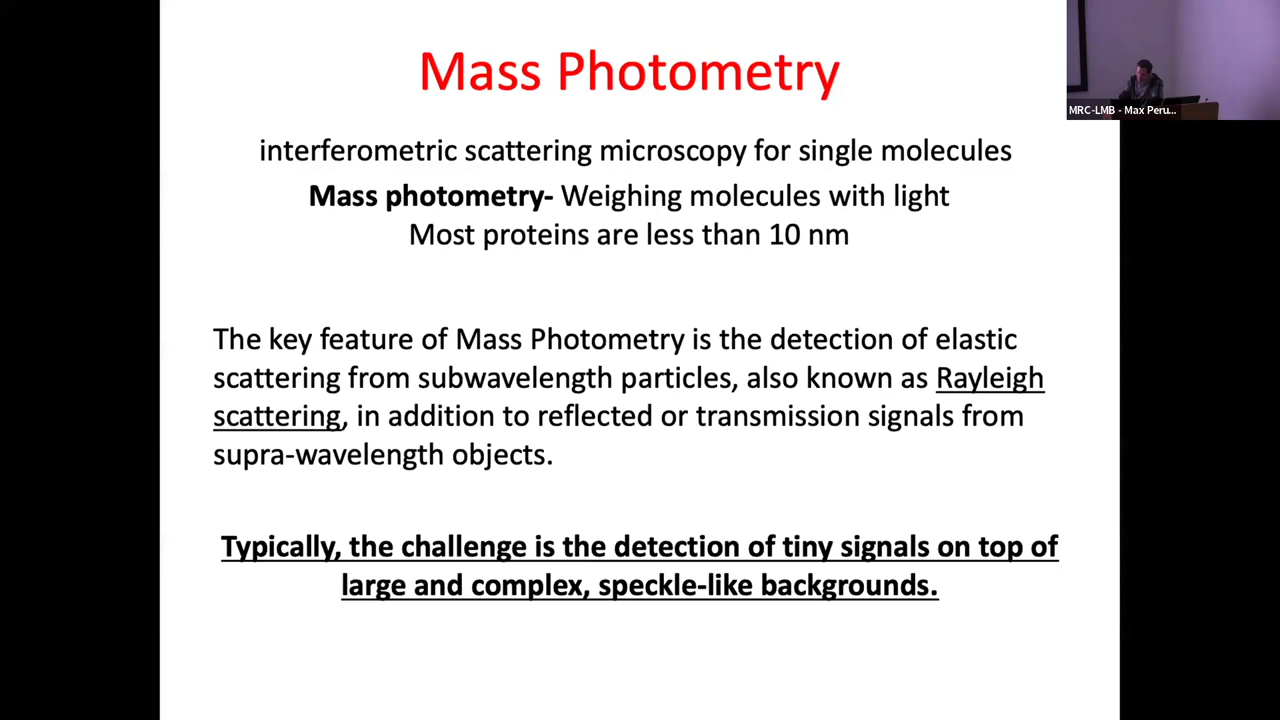 Mass Photometry
MRC-LMB - Max Peru...
interferometric scattering microscopy for single molecules
Mass photometry- Weighing molecules with light
Most proteins are less than 10 nm
The key feature of Mass Photometry is the detection of elastic
scattering from subwavelength particles, also known as Rayleigh
scattering, in addition to reflected or transmission signals from
supra-wavelength objects.
Typically, the challenge is the detection of tiny signals on top of
large and complex, speckle-like backgrounds.